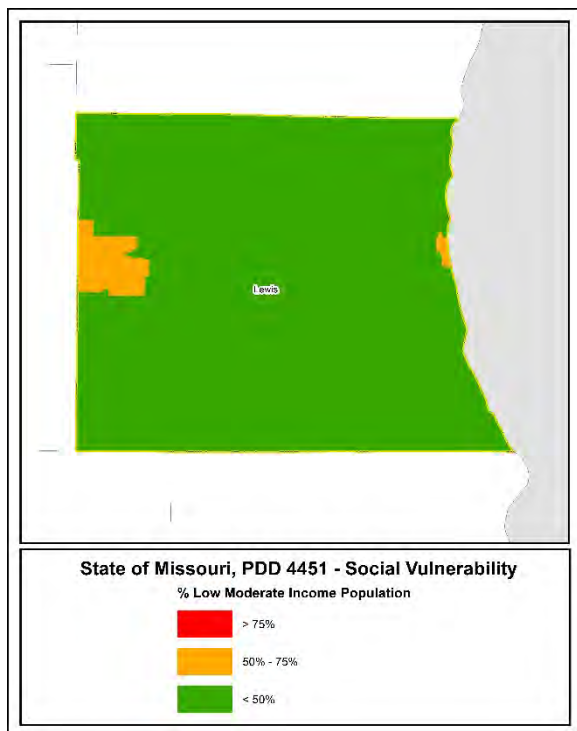 Lewis
State of Missouri, PDD 4451 - Social Vulnerability
% Low Moderate Income Population
> 75%
50% - 75%
< 50%